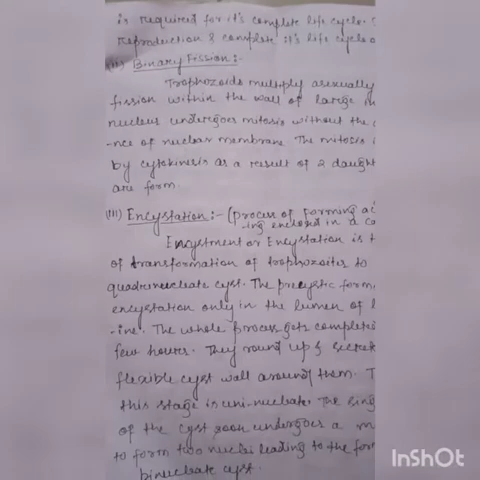 is required for it's complete life cycle.
Reproduction & complete it's life cycle
(II) Binary Fission :-
Trophozoids multiply asexually
fission within the wall of large
nucleus undergoes mitosis without the
-nce of nuclear membrane. The mitosis
by cytokinesis as a result of 2 daught
are form.
(III) Encystation :- (process of forming a
-ing enclosed in a
Encystment or Encystation is
of transformation of trophozoites to
quadrinucleate cyst. The precystic form
encystation only in the lumen of
-ine. The whole process gets complete
few hours. They round up & secrete
flexible cyst wall around them. T
this stage is uni-nucleate. The sing
of the cyst soon undergoes a m
to form two nuclei leading to the for
binucleate cyst.
InShOt